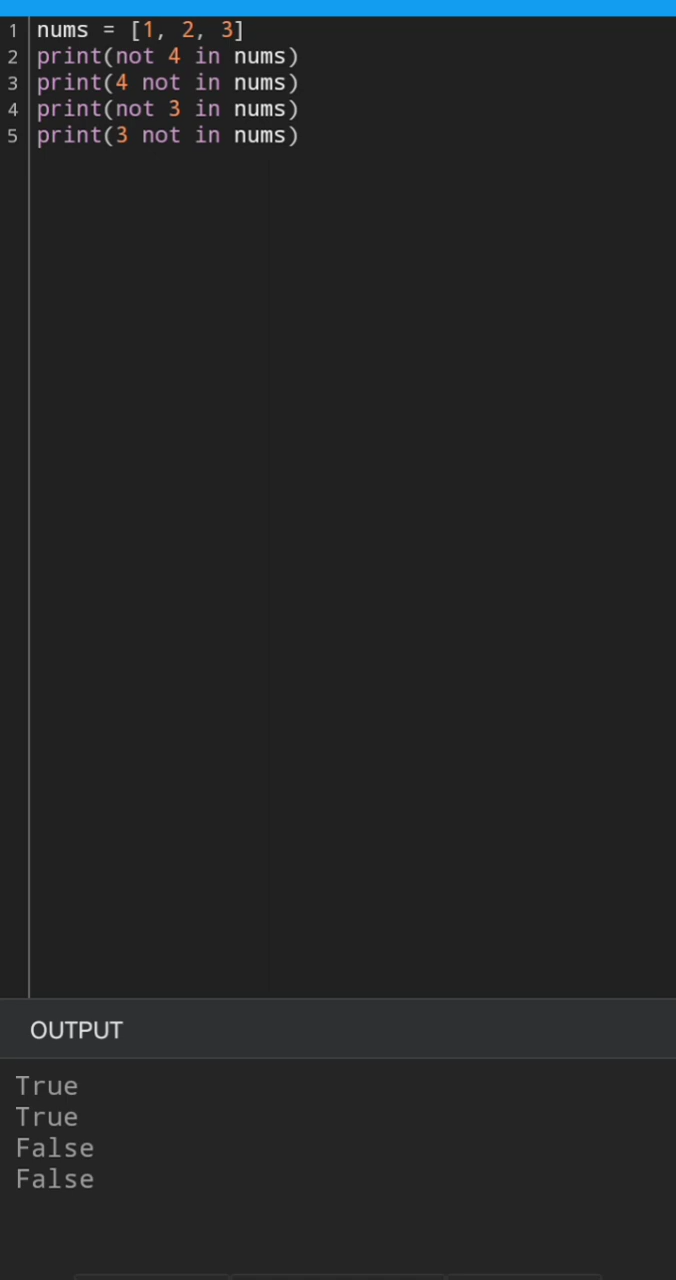 1 nums = [1, 2, 3]
2 print(not 4 in nums)
3 print(4 not in nums)
4 print(not 3 in nums)
5 print(3 not in nums)
OUTPUT
True
True
False
False